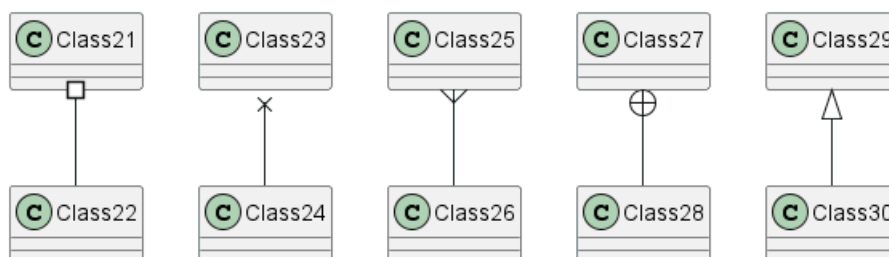 C Class21
C Class23
C Class25
C Class27
C Class29
C Class22
C Class24
C Class26
C Class28
C Class30